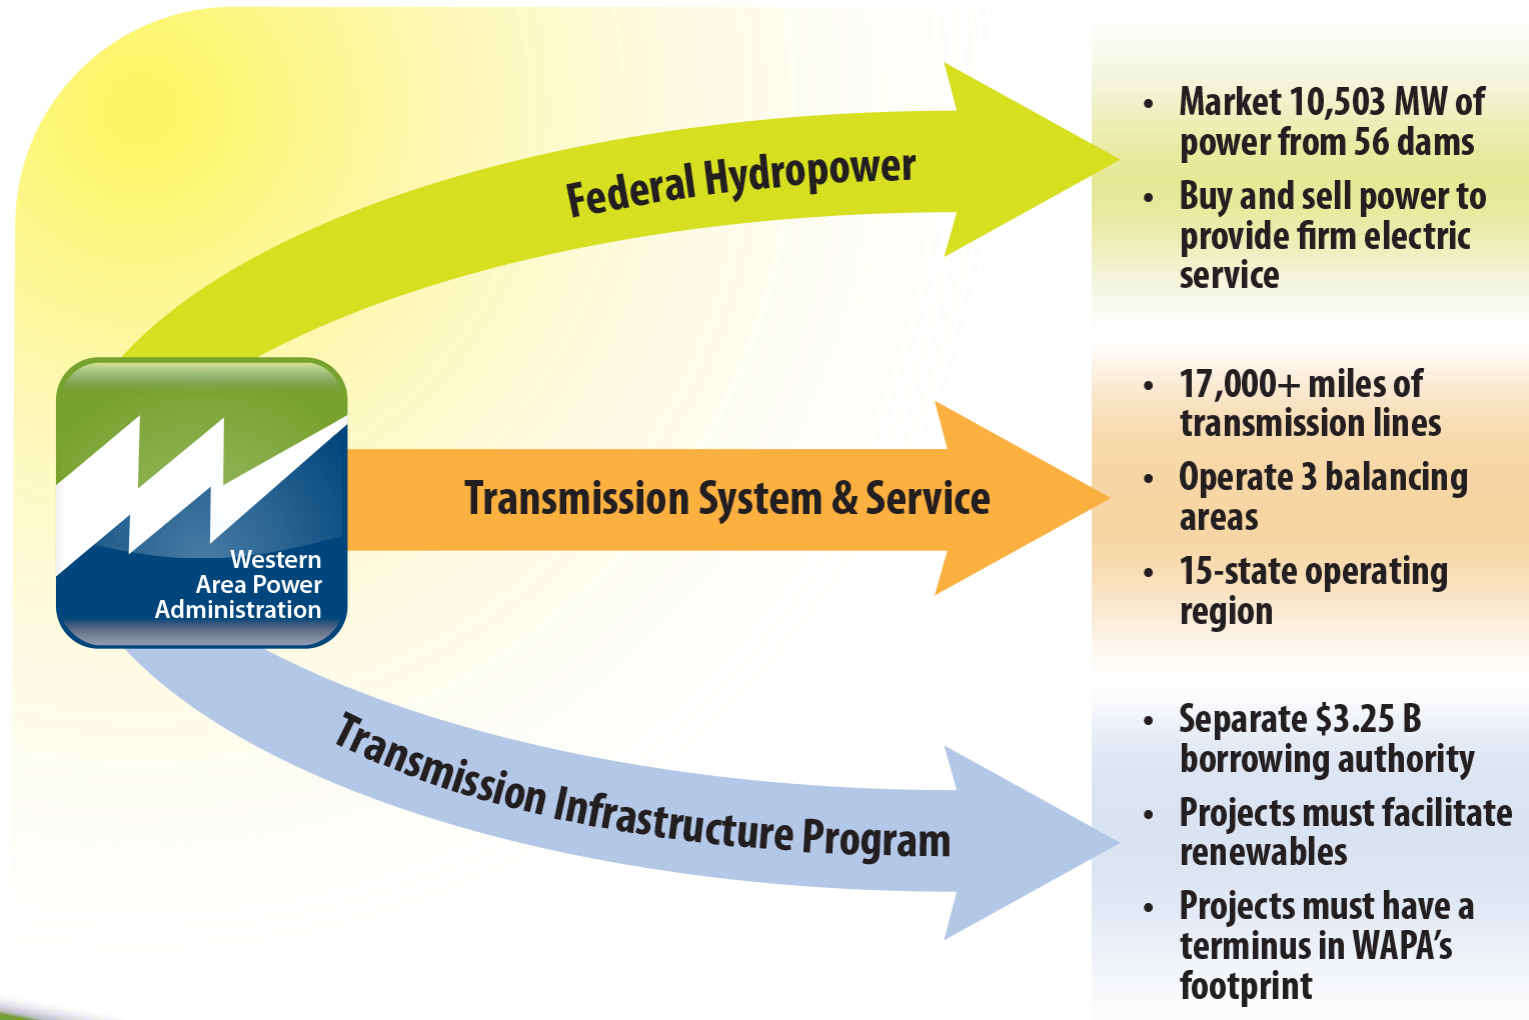 Federal Hydropower
• Market 10,503 MW of
power from 56 dams
• Buy and sell power to
provide firm electric
service
Western
Area Power
Administration
Transmission System & Service
• 17,000+ miles of
transmission lines
• Operate 3 balancing
areas
• 15-state operating
region
Transmission Infrastructure Program
• Separate $3.25 B
borrowing authority
• Projects must facilitate
renewables
• Projects must have a
terminus in WAPA’s
footprint